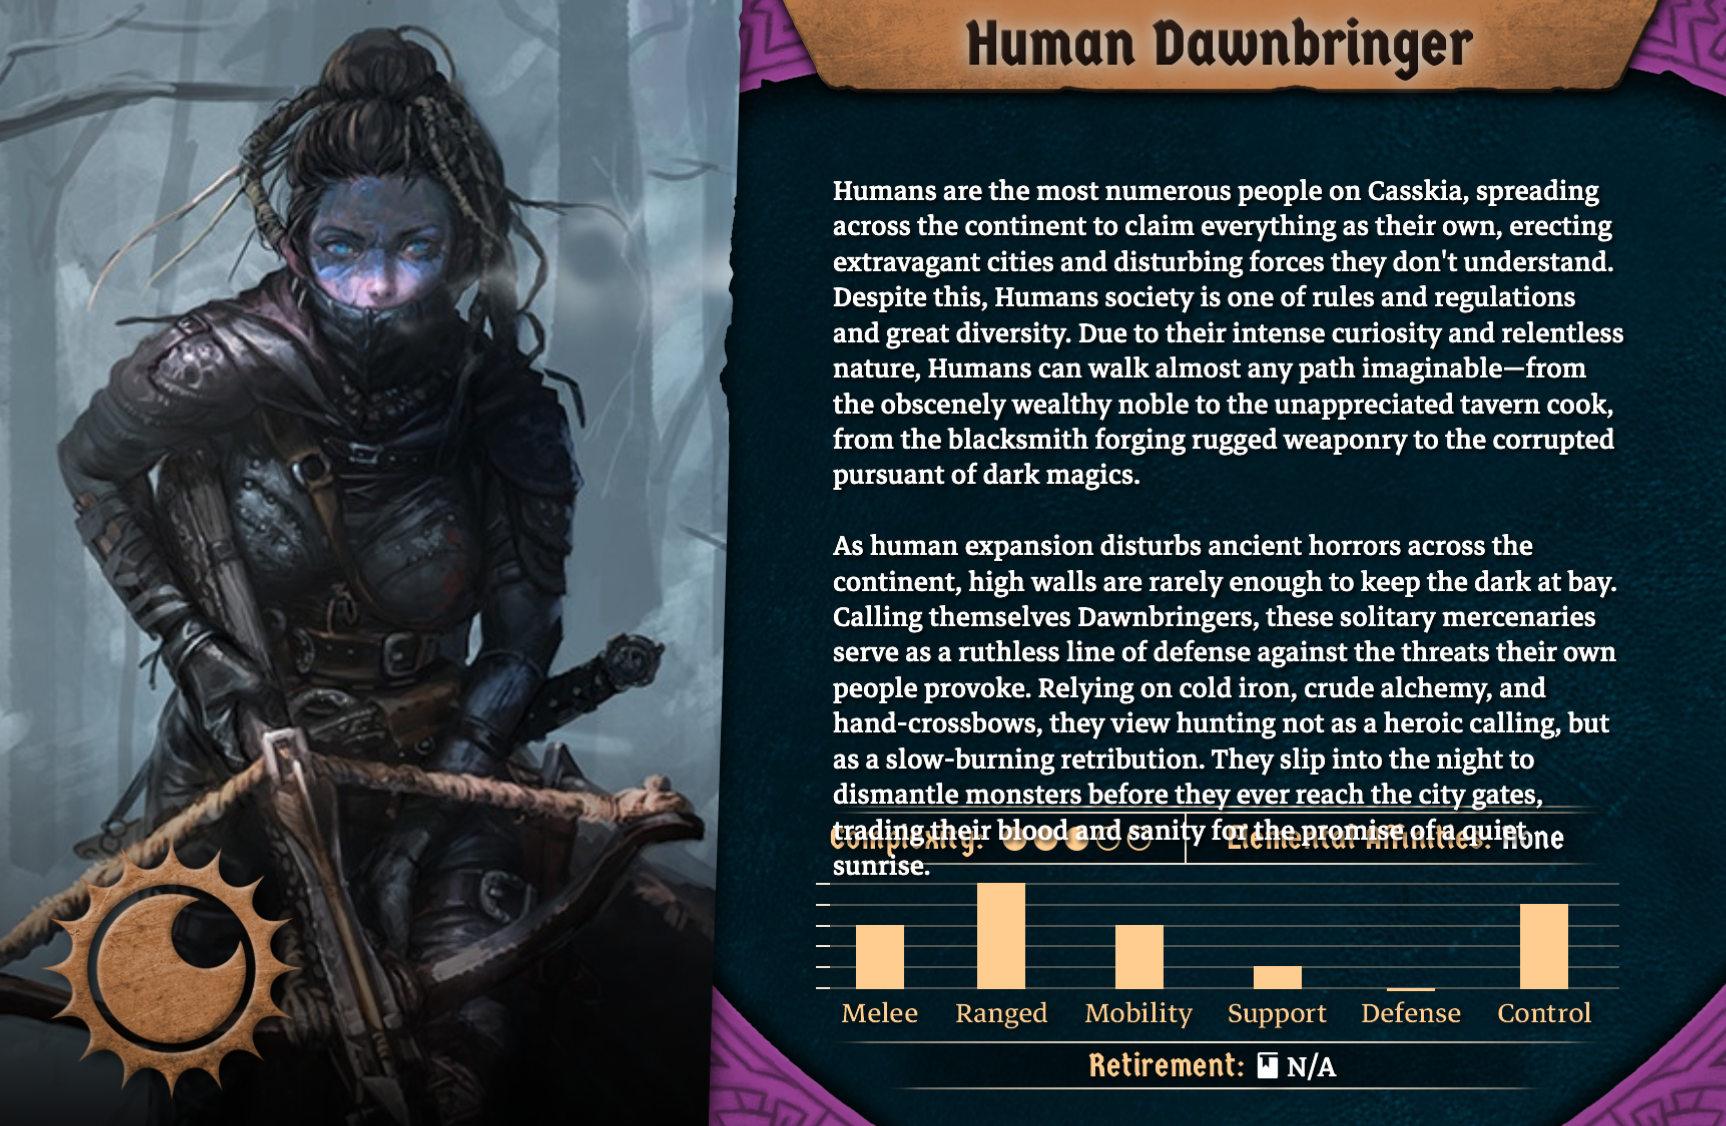 Human Dawnbringer
Humans are the most numerous people on Casskia, spreading
across the continent to claim everything as their own, erecting
extravagant cities and disturbing forces they don't understand.
Despite this, Humans society is one of rules and regulations
and great diversity. Due to their intense curiosity and relentless
nature, Humans can walk almost any path imaginable—from
the obscenely wealthy noble to the unappreciated tavern cook,
from the blacksmith forging rugged weaponry to the corrupted
pursuant of dark magics.
As human expansion disturbs ancient horrors across the
continent, high walls are rarely enough to keep the dark at bay.
Calling themselves Dawnbringers, these solitary mercenaries
serve as a ruthless line of defense against the threats their own
people provoke. Relying on cold iron, crude alchemy, and
hand-crossbows, they view hunting not as a heroic calling, but
as a slow-burning retribution. They slip into the night to
dismantle monsters before they ever reach the city gates,
trading their blood and sanity for the promise of a quiet
sunrise.
Complexity: Elemental Affinities: None
Melee Ranged Mobility Support Defense Control
Retirement: N/A